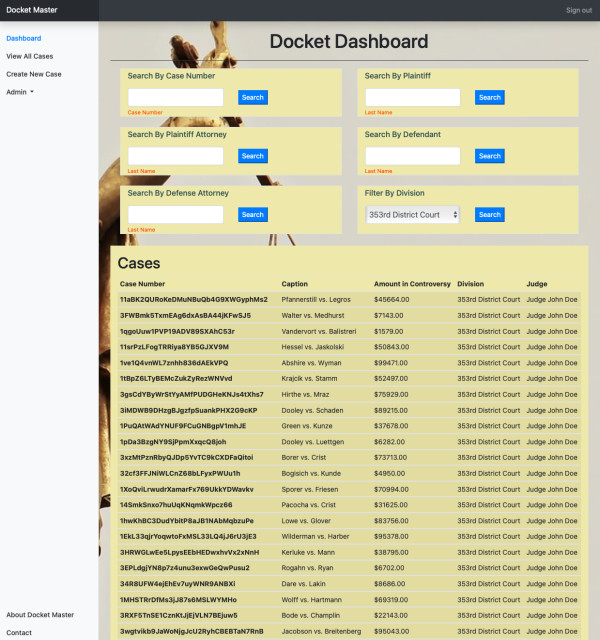 Docket Master
Sign out
Dashboard
View All Cases
Create New Case
Admin
About Docket Master
Contact
Docket Dashboard
Search By Case Number
Search
Case Number
Search By Plaintiff
Search
Last Name
Search By Plaintiff Attorney
Search
Last Name
Search By Defendant
Search
Last Name
Search By Defense Attorney
Search
Last Name
Filter By Division
353rd District Court
Search
Cases
Case Number Caption Amount in Controversy Division Judge
11aBK2QURoKeDMuNBuQb4G9XWGyphMs2 Pfannerstill vs. Legros $45664.00 353rd District Court Judge John Doe
3FWBmk5TxmEAg6dxAsBA44jKFwSJ5 Walter vs. Medhurst $7143.00 353rd District Court Judge John Doe
1qgoUuw1PVP19ADV89SXAhC53r Vandervort vs. Balistreri $1579.00 353rd District Court Judge John Doe
11srPzLFogTRRiya8YB5GJXV9M Hessel vs. Jaskolski $50843.00 353rd District Court Judge John Doe
1ve1Q4vnWL7znhh836dAEkVPQ Abshire vs. Wyman $99471.00 353rd District Court Judge John Doe
1tBpZ6LTyBEMcZukZyRezWNVvd Krajcik vs. Stamm $52497.00 353rd District Court Judge John Doe
3gsCdYByWrStYyAMfPUDGHeKNJs4tXhs7 Hirthe vs. Mraz $75929.00 353rd District Court Judge John Doe
3iMDWB9DHzgBJgzfpSuankPHX2G9cKP Dooley vs. Schaden $89215.00 353rd District Court Judge John Doe
1PuQAtWAdYNUF9FCuGNBgpV1mhJE Green vs. Kunze $37678.00 353rd District Court Judge John Doe
1pDa3BzgNY9SjPpmXxqcQ8joh Dooley vs. Luettgen $6282.00 353rd District Court Judge John Doe
3xzMtPznRbyQJDp5YvTC9kCXDFaQitoi Borer vs. Crist $73713.00 353rd District Court Judge John Doe
32cf3FFJNiWLCnZ68bLFyxPWUu1h Bogisich vs. Kunde $4950.00 353rd District Court Judge John Doe
1XoQviLrwudrXamarFx769UkkYDWavkv Sporer vs. Friesen $70994.00 353rd District Court Judge John Doe
14SmkSnxo7huUqKNqmkWpcz66 Pacocha vs. Crist $31625.00 353rd District Court Judge John Doe
1hwKhBC3DudYbitP8aJB1NAbMqbzuPe Lowe vs. Glover $83756.00 353rd District Court Judge John Doe
1EkL33qjrYoqwtoFxMSL33LQ4jJ6rU3jE3 Wilderman vs. Harber $95378.00 353rd District Court Judge John Doe
3HRWGLwEe5LpysEEbHEDwxhvVx2xNnH Kerluke vs. Mann $38795.00 353rd District Court Judge John Doe
3EPLdgjYN8p7z4unu3exwGeQwPusu2 Rogahn vs. Ryan $6702.00 353rd District Court Judge John Doe
34R8UFW4ejEhEv7uyWNR9ANBXi Dare vs. Lakin $8686.00 353rd District Court Judge John Doe
1MHSTRrDfMs3jJ87s6MSLWYMHo Wolff vs. Hartmann $69319.00 353rd District Court Judge John Doe
3RXF5TnSE1CznKtJjEjVLN7BEjuw5 Bode vs. Champlin $22143.00 353rd District Court Judge John Doe
3wgtvikb9JaWoNjgJcU2RyhCBEBTaN7RnB Jacobson vs. Breitenberg $95043.00 353rd District Court Judge John Doe